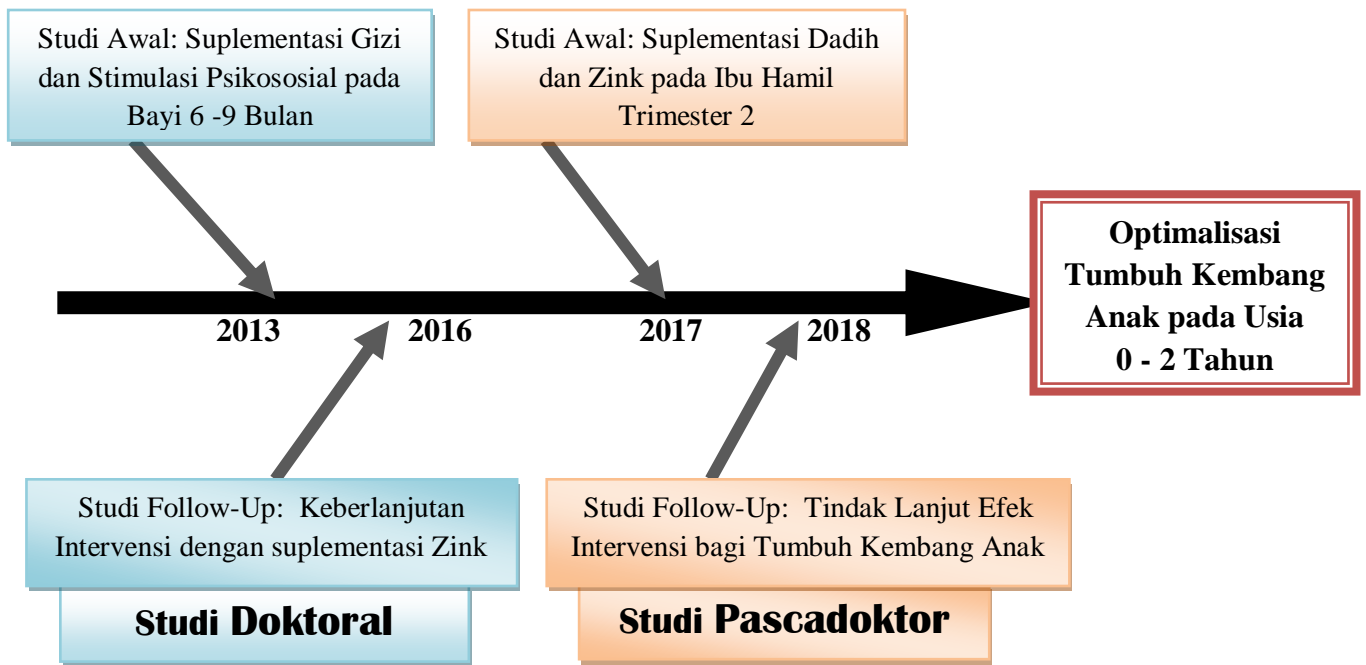 Studi Awal: Suplementasi Gizi
dan Stimulasi Psikososial pada
Bayi 6 -9 Bulan
Studi Awal: Suplementasi Dadih
dan Zink pada Ibu Hamil
Trimester 2
Optimalisasi
Tumbuh Kembang
Anak pada Usia
0 - 2 Tahun
2013
2016
2017
2018
Studi Follow-Up: Keberlanjutan
Intervensi dengan suplementasi Zink
Studi Doktoral
Studi Follow-Up: Tindak Lanjut Efek
Intervensi bagi Tumbuh Kembang Anak
Studi Pascadoktor